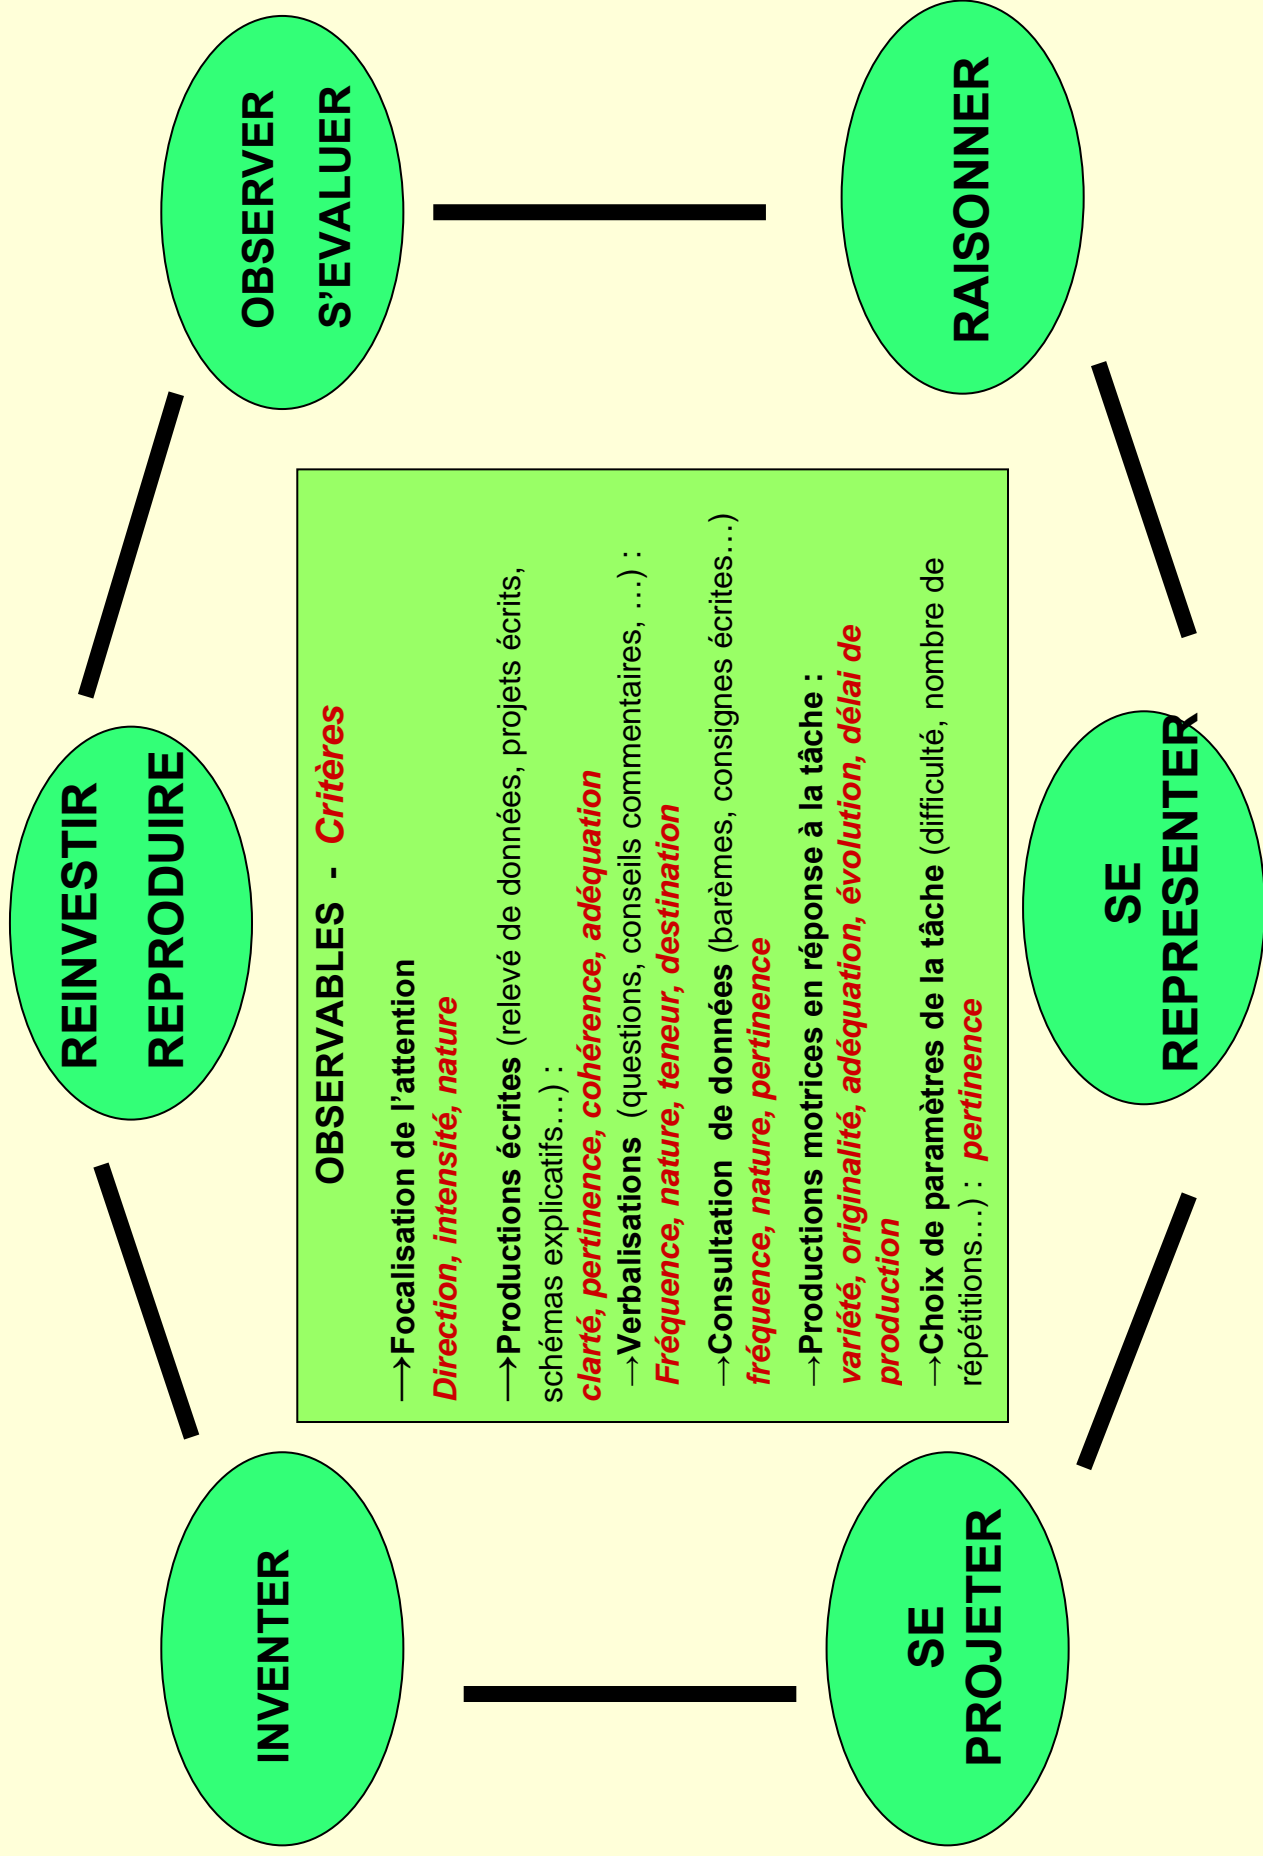 REINVESTIR
REPRODUIRE
INVENTER
OBSERVER
S'EVALUER
OBSERVABLES - Critères
→Focalisation de l'attention
Direction, intensité, nature
→Productions écrites (relevé de données, projets écrits,
schémas explicatifs…) :
clarté, pertinence, cohérence, adéquation
→Verbalisations (questions, conseils commentaires, …) :
Fréquence, nature, teneur, destination
→Consultation de données (barèmes, consignes écrites…)
fréquence, nature, pertinence
→Productions motrices en réponse à la tâche :
variété, originalité, adéquation, évolution, délai de
production
→Choix de paramètres de la tâche (difficulté, nombre de
répétitions…) : pertinence
SE
PROJETER
RAISONNER
SE
REPRESENTER